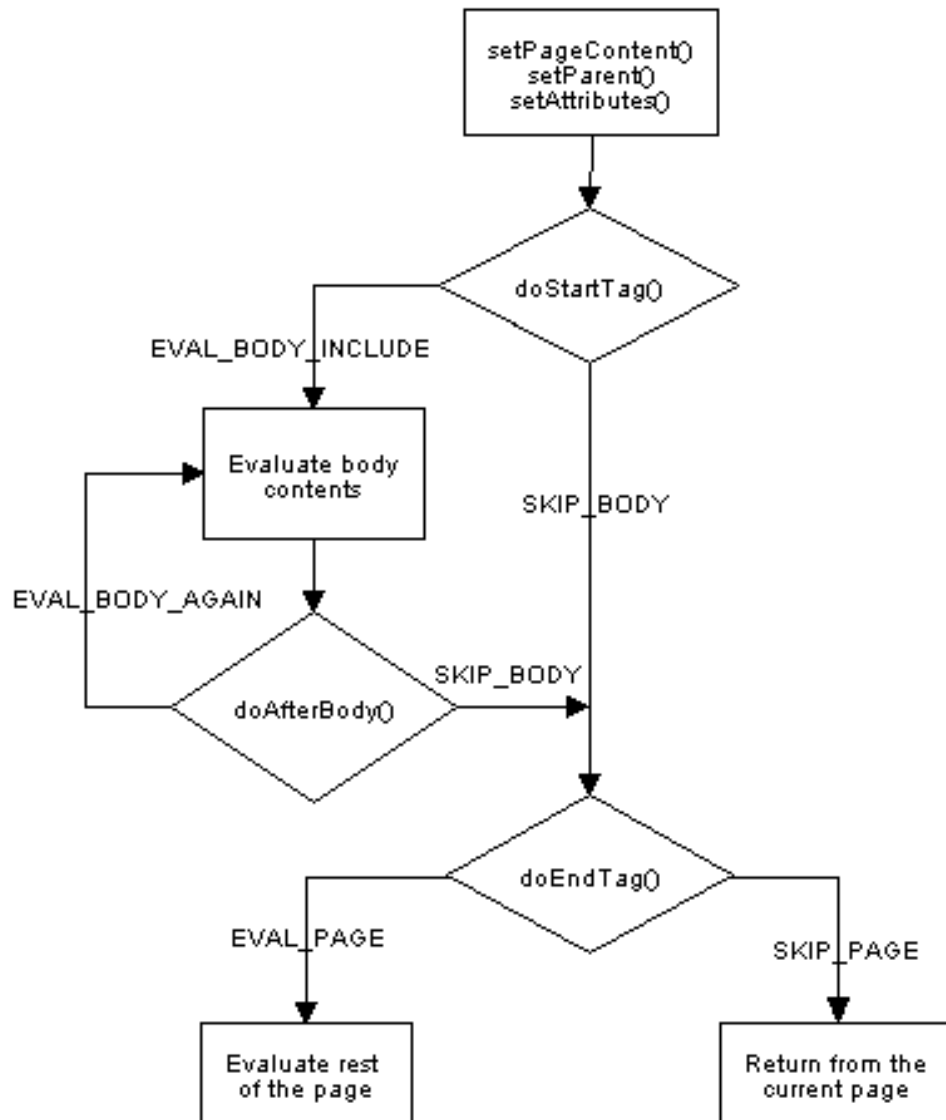 setPageContent()
setParent()
setAttributes()
doStartTag()
EVAL_BODY_INCLUDE
Evaluate body
contents
SKIP_BODY
EVAL_BODY_AGAIN
SKIP_BODY
doAfterBody()
doEndTag()
EVAL_PAGE
SKIP_PAGE
Evaluate rest
of the page
Return from the
current page